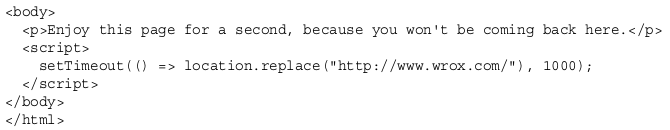 <body>
<p>Enjoy this page for a second, because you won't be coming back here.</p>
<script>
setTimeout(() => location.replace("http://www.wrox.com/"), 1000);
</script>
</body>
</html>